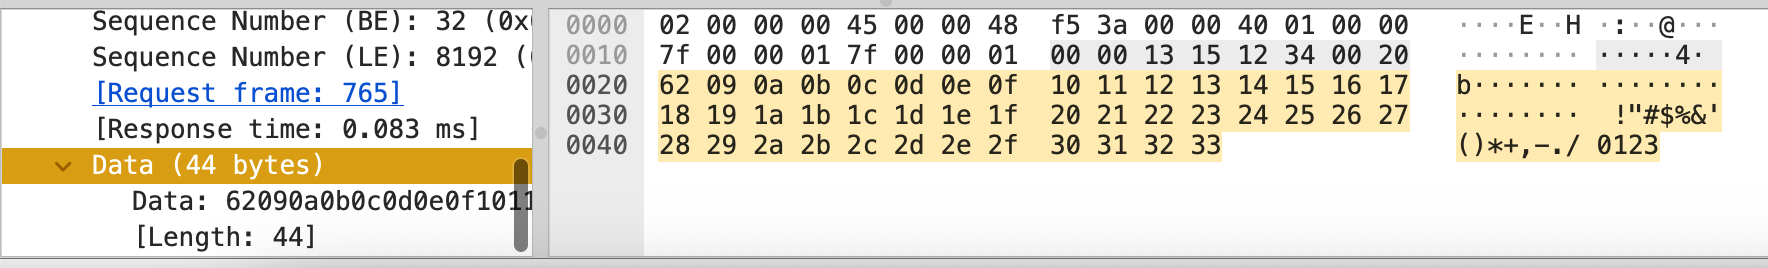 Sequence Number (BE): 32 (0x
Sequence Number (LE): 8192 (
[Request frame: 765]
[Response time: 0.083 ms]
Data (44 bytes)
Data: 62090a0b0c0d0e0f1011
[Length: 44]
0000 02 00 00 00 45 00 00 48 f5 3a 00 00 40 01 00 00 ····E··H ·:··@···
0010 7f 00 00 01 7f 00 00 01 00 00 13 15 12 34 00 20 ········ ·····4·
0020 62 09 0a 0b 0c 0d 0e 0f 10 11 12 13 14 15 16 17 b······· ········
0030 18 19 1a 1b 1c 1d 1e 1f 20 21 22 23 24 25 26 27 ········ !"#$%&'
0040 28 29 2a 2b 2c 2d 2e 2f 30 31 32 33 ()*+,-./ 0123